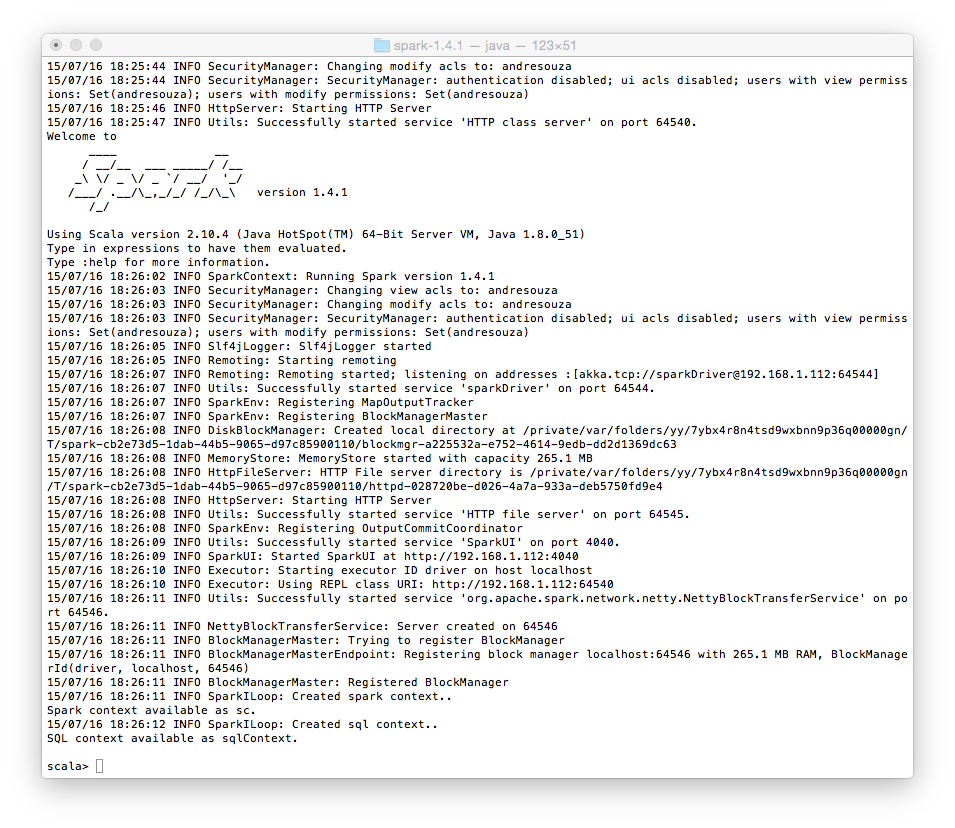 spark-1.4.1 — java — 123×51
15/07/16 18:25:44 INFO SecurityManager: Changing modify acls to: andresouza
15/07/16 18:25:44 INFO SecurityManager: SecurityManager: authentication disabled; ui acls disabled; users with view permiss
ions: Set(andresouza); users with modify permissions: Set(andresouza)
15/07/16 18:25:46 INFO HttpServer: Starting HTTP Server
15/07/16 18:25:47 INFO Utils: Successfully started service 'HTTP class server' on port 64540.
Welcome to
      ____              __
     / __/__  ___ _____/ /__
    _\ \/ _ \/ _ `/ __/  '_/
   /___/ .__/\_,_/_/ /_/\_\   version 1.4.1
      /_/
Using Scala version 2.10.4 (Java HotSpot(TM) 64-Bit Server VM, Java 1.8.0_51)
Type in expressions to have them evaluated.
Type :help for more information.
15/07/16 18:26:02 INFO SparkContext: Running Spark version 1.4.1
15/07/16 18:26:03 INFO SecurityManager: Changing view acls to: andresouza
15/07/16 18:26:03 INFO SecurityManager: Changing modify acls to: andresouza
15/07/16 18:26:03 INFO SecurityManager: SecurityManager: authentication disabled; ui acls disabled; users with view permiss
ions: Set(andresouza); users with modify permissions: Set(andresouza)
15/07/16 18:26:05 INFO Slf4jLogger: Slf4jLogger started
15/07/16 18:26:05 INFO Remoting: Starting remoting
15/07/16 18:26:07 INFO Remoting: Remoting started; listening on addresses :[akka.tcp://sparkDriver@192.168.1.112:64544]
15/07/16 18:26:07 INFO Utils: Successfully started service 'sparkDriver' on port 64544.
15/07/16 18:26:07 INFO SparkEnv: Registering MapOutputTracker
15/07/16 18:26:07 INFO SparkEnv: Registering BlockManagerMaster
15/07/16 18:26:08 INFO DiskBlockManager: Created local directory at /private/var/folders/yy/7ybx4r8n4tsd9wxbnn9p36q00000gn/
T/spark-cb2e73d5-1dab-44b5-9065-d97c85900110/blockmgr-a225532a-e752-4614-9edb-dd2d1369dc63
15/07/16 18:26:08 INFO MemoryStore: MemoryStore started with capacity 265.1 MB
15/07/16 18:26:08 INFO HttpFileServer: HTTP File server directory is /private/var/folders/yy/7ybx4r8n4tsd9wxbnn9p36q00000gn
/T/spark-cb2e73d5-1dab-44b5-9065-d97c85900110/httpd-028720be-d026-4a7a-933a-deb5750fd9e4
15/07/16 18:26:08 INFO HttpServer: Starting HTTP Server
15/07/16 18:26:08 INFO Utils: Successfully started service 'HTTP file server' on port 64545.
15/07/16 18:26:08 INFO SparkEnv: Registering OutputCommitCoordinator
15/07/16 18:26:09 INFO Utils: Successfully started service 'SparkUI' on port 4040.
15/07/16 18:26:09 INFO SparkUI: Started SparkUI at http://192.168.1.112:4040
15/07/16 18:26:10 INFO Executor: Starting executor ID driver on host localhost
15/07/16 18:26:10 INFO Executor: Using REPL class URI: http://192.168.1.112:64540
15/07/16 18:26:11 INFO Utils: Successfully started service 'org.apache.spark.network.netty.NettyBlockTransferService' on po
rt 64546.
15/07/16 18:26:11 INFO NettyBlockTransferService: Server created on 64546
15/07/16 18:26:11 INFO BlockManagerMaster: Trying to register BlockManager
15/07/16 18:26:11 INFO BlockManagerMasterEndpoint: Registering block manager localhost:64546 with 265.1 MB RAM, BlockManage
rId(driver, localhost, 64546)
15/07/16 18:26:11 INFO BlockManagerMaster: Registered BlockManager
15/07/16 18:26:11 INFO SparkILoop: Created spark context..
Spark context available as sc.
15/07/16 18:26:12 INFO SparkILoop: Created sql context..
SQL context available as sqlContext.
scala>